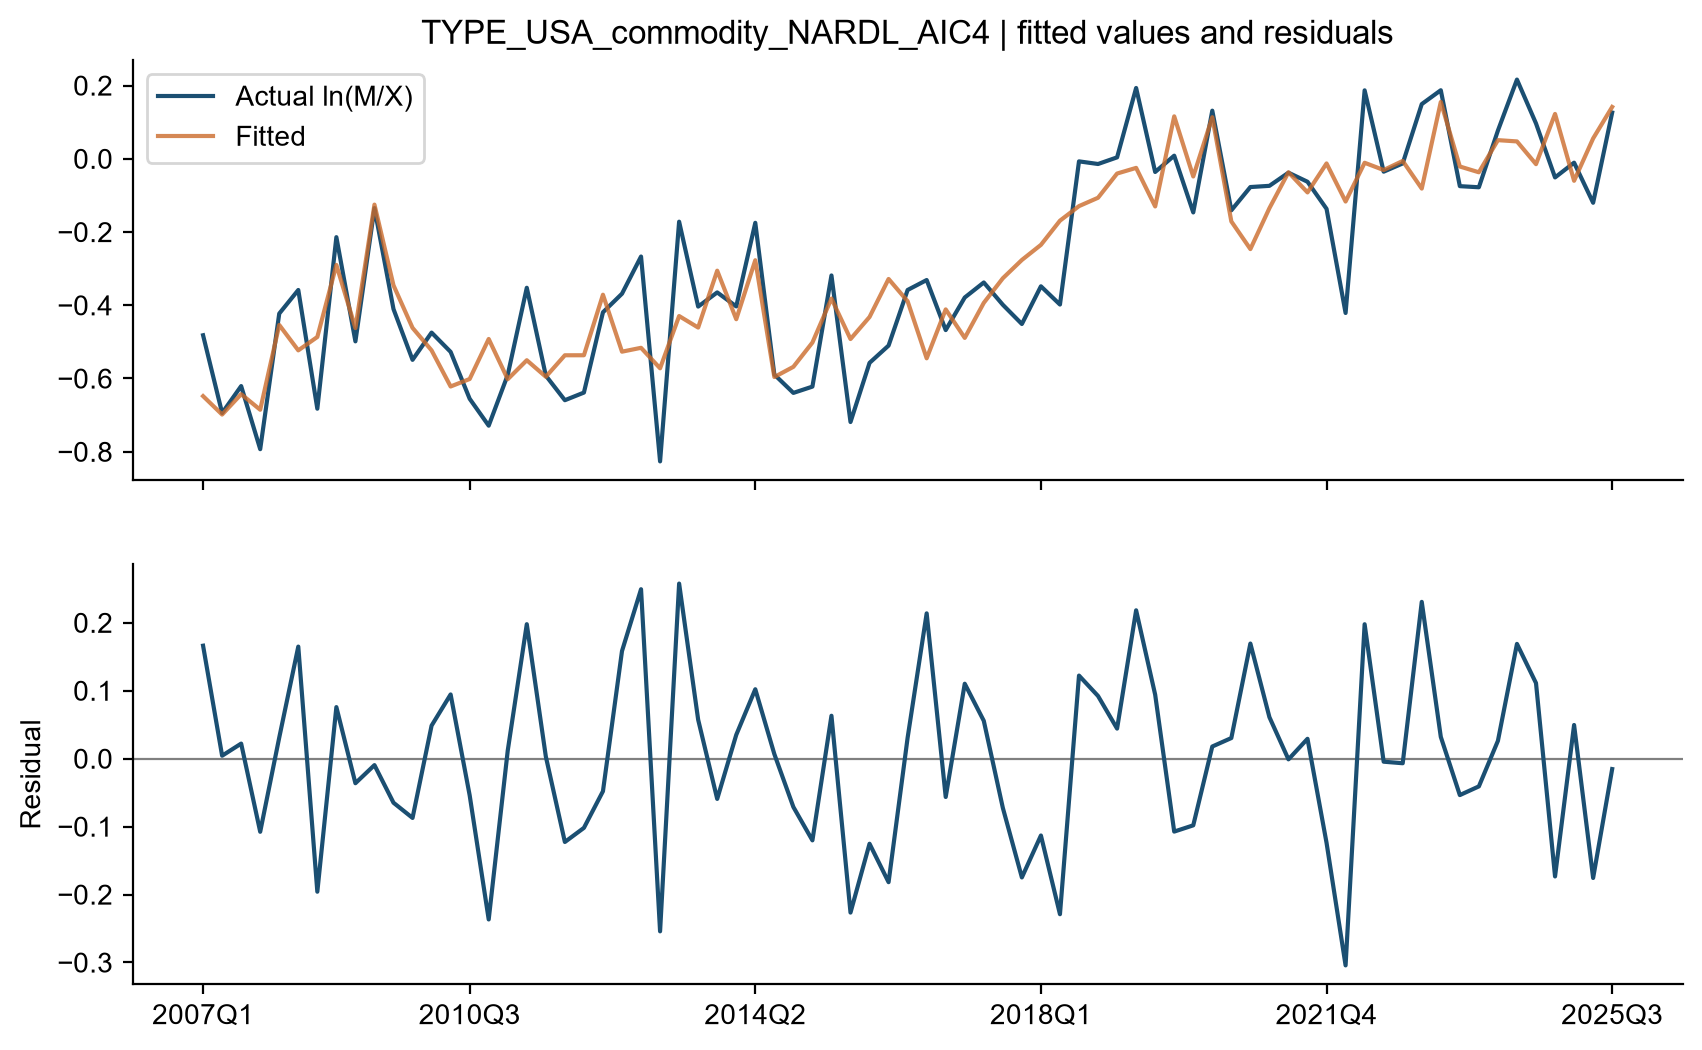 TYPE_USA_commodity_NARDL_AIC4 | fitted values and residuals
Actual ln(M/X)
Fitted
0.2
0.0
−0.2
−0.4
−0.6
−0.8
Residual
0.2
0.1
0.0
−0.1
−0.2
−0.3
2007Q1 2010Q3 2014Q2 2018Q1 2021Q4 2025Q3